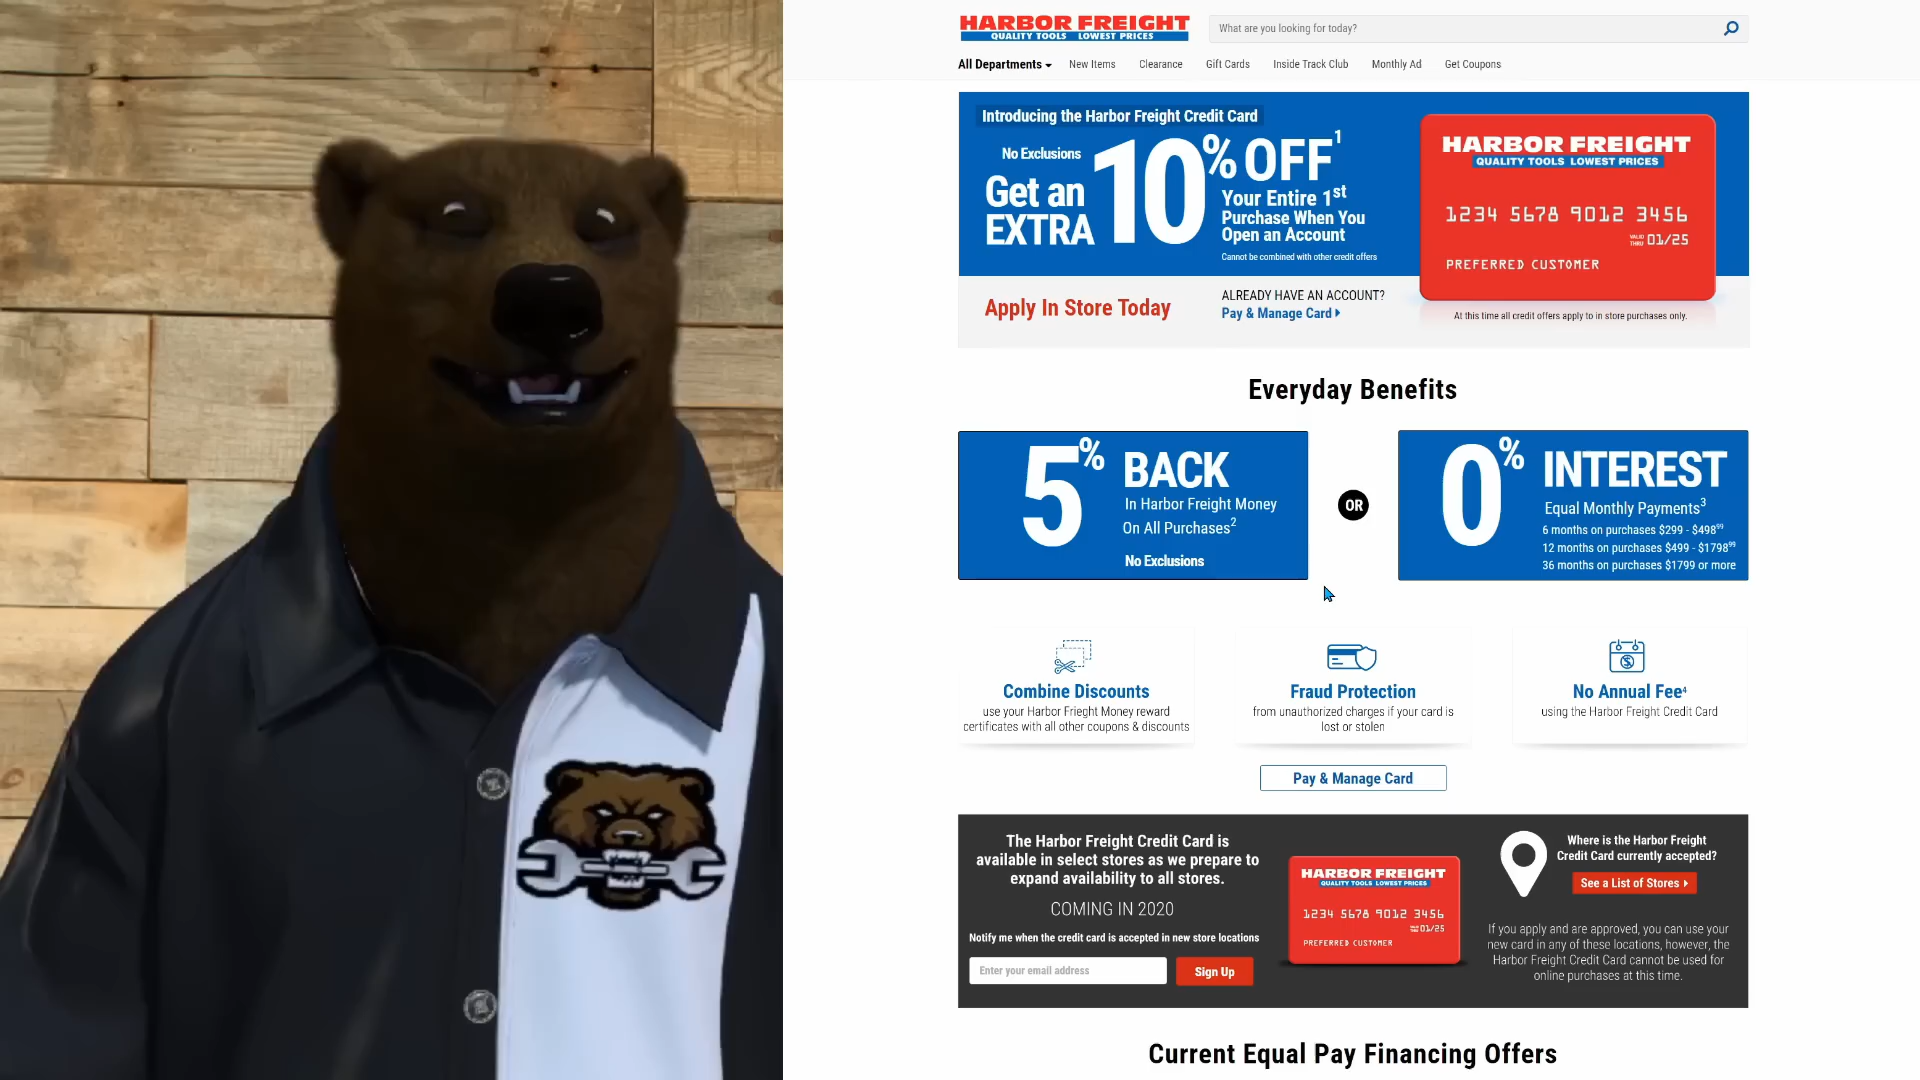 HARBOR FREIGHT
QUALITY TOOLS LOWEST PRICES
What are you looking for today?
All Departments
New Items
Clearance
Gift Cards
Inside Track Club
Monthly Ad
Get Coupons
Introducing the Harbor Freight Credit Card
No Exclusions
Get an
EXTRA
10% OFF1
Your Entire 1st
Purchase When You
Open an Account
Cannot be combined with other credit offers
HARBOR FREIGHT
QUALITY TOOLS LOWEST PRICES
1234 5678 9012 3456
VALID THRU 01/25
PREFERRED CUSTOMER
Apply In Store Today
ALREADY HAVE AN ACCOUNT?
Pay & Manage Card
At this time all credit offers apply to in store purchases only.
Everyday Benefits
5% BACK
In Harbor Freight Money
On All Purchases2
No Exclusions
OR
0% INTEREST
Equal Monthly Payments3
6 months on purchases $299 - $49899
12 months on purchases $499 - $179899
36 months on purchases $1799 or more
Combine Discounts
use your Harbor Frieght Money reward
certificates with all other coupons & discounts
Fraud Protection
from unauthorized charges if your card is
lost or stolen
No Annual Fee4
using the Harbor Freight Credit Card
Pay & Manage Card
The Harbor Freight Credit Card is
available in select stores as we prepare to
expand availability to all stores.
COMING IN 2020
Notify me when the credit card is accepted in new store locations
Enter your email address
Sign Up
HARBOR FREIGHT
QUALITY TOOLS LOWEST PRICES
1234 5678 9012 3456
01/25
PREFERRED CUSTOMER
Where is the Harbor Freight
Credit Card currently accepted?
See a List of Stores
If you apply and are approved, you can use your
new card in any of these locations, however, the
Harbor Freight Credit Card cannot be used for
online purchases at this time.
Current Equal Pay Financing Offers